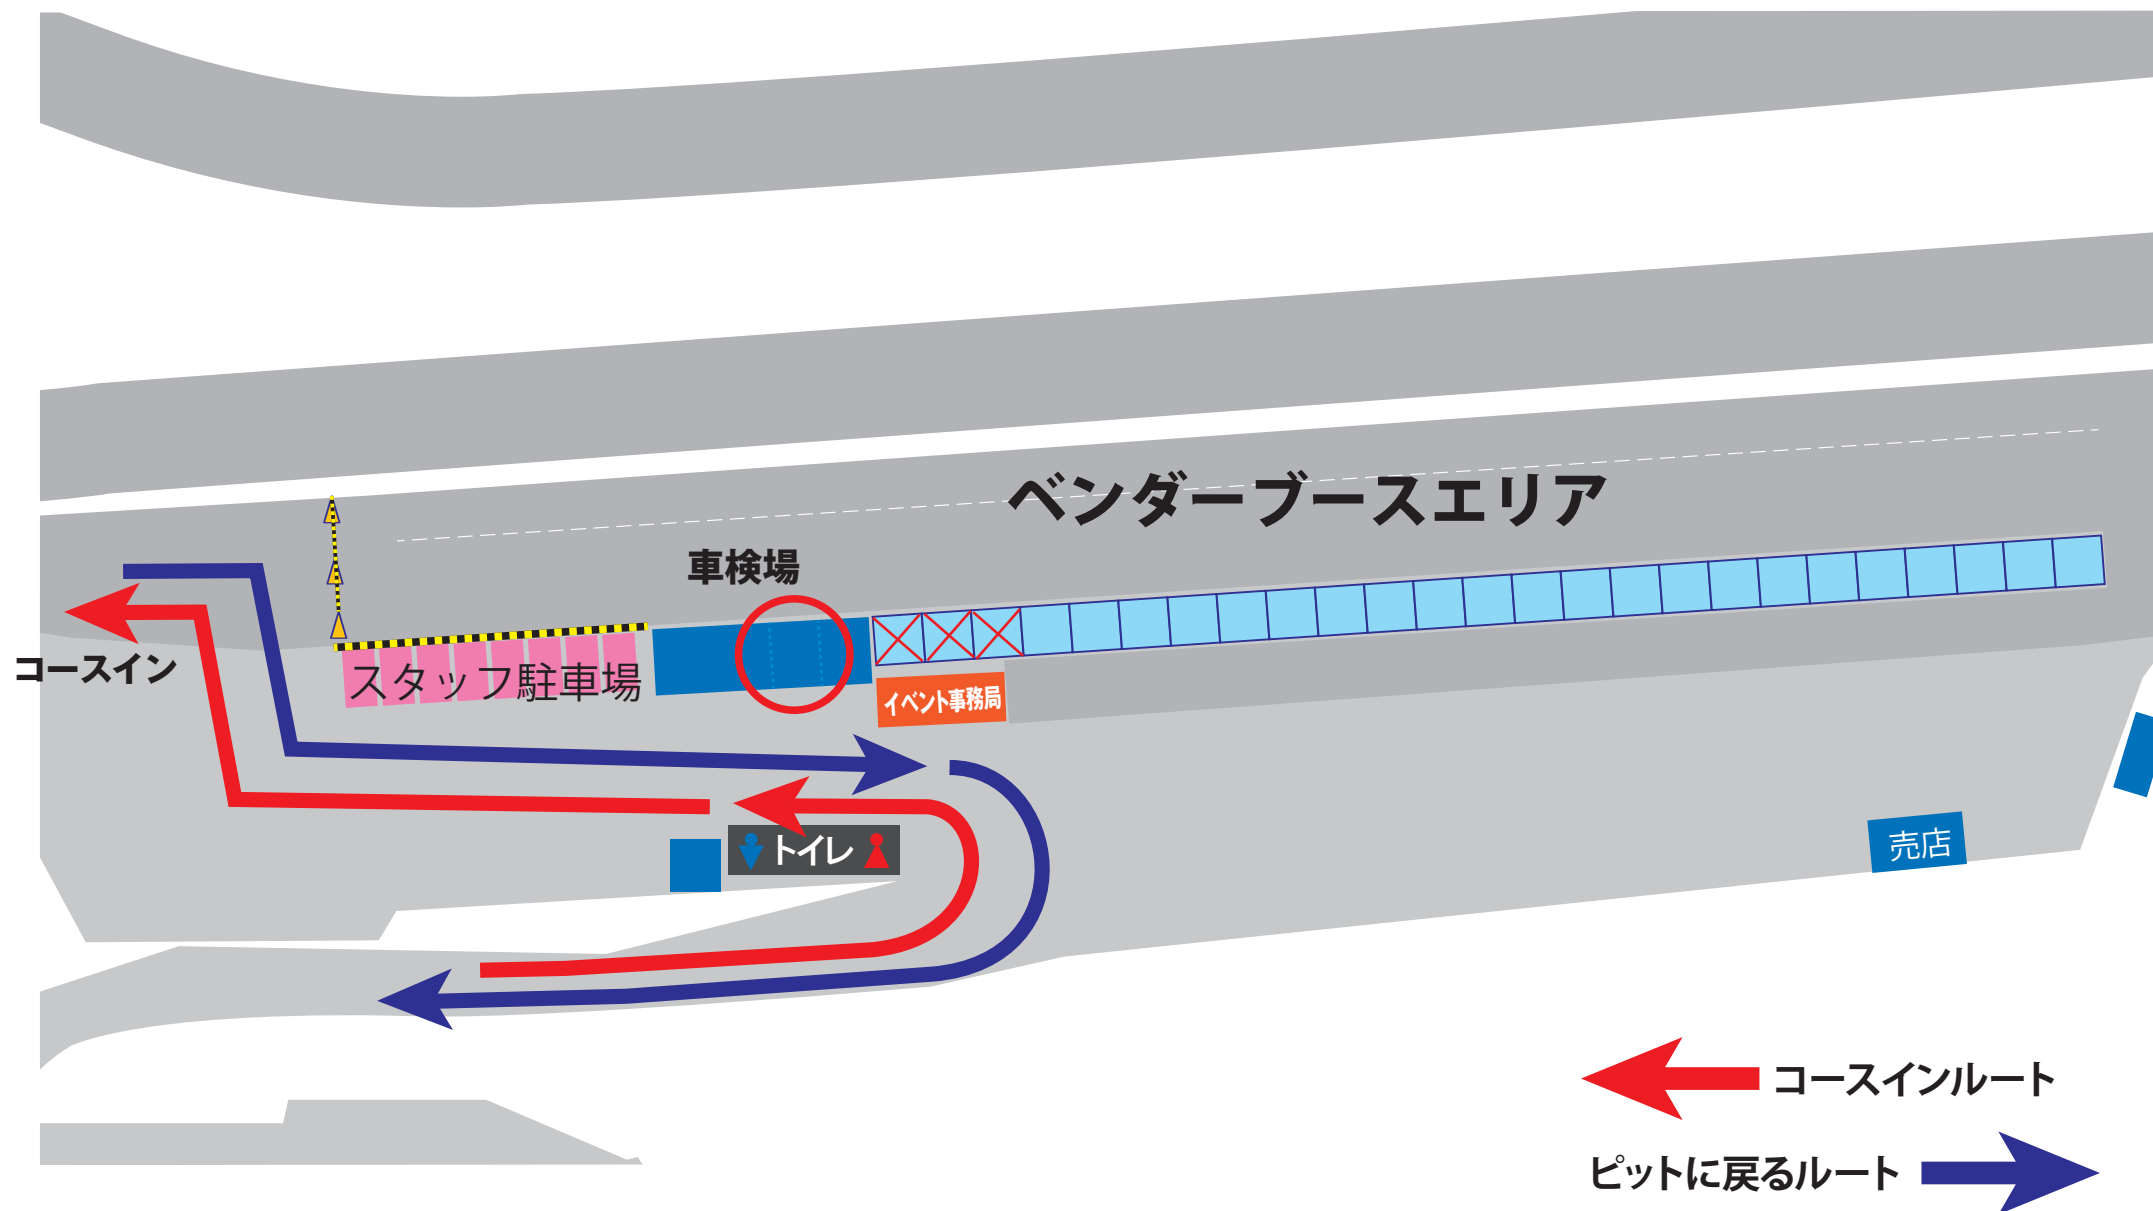 ベンダーブースエリア
車検場
コースイン
スタッフ駐車場
イベント事務局
トイレ
売店
コースインルート
ピットに戻るルート